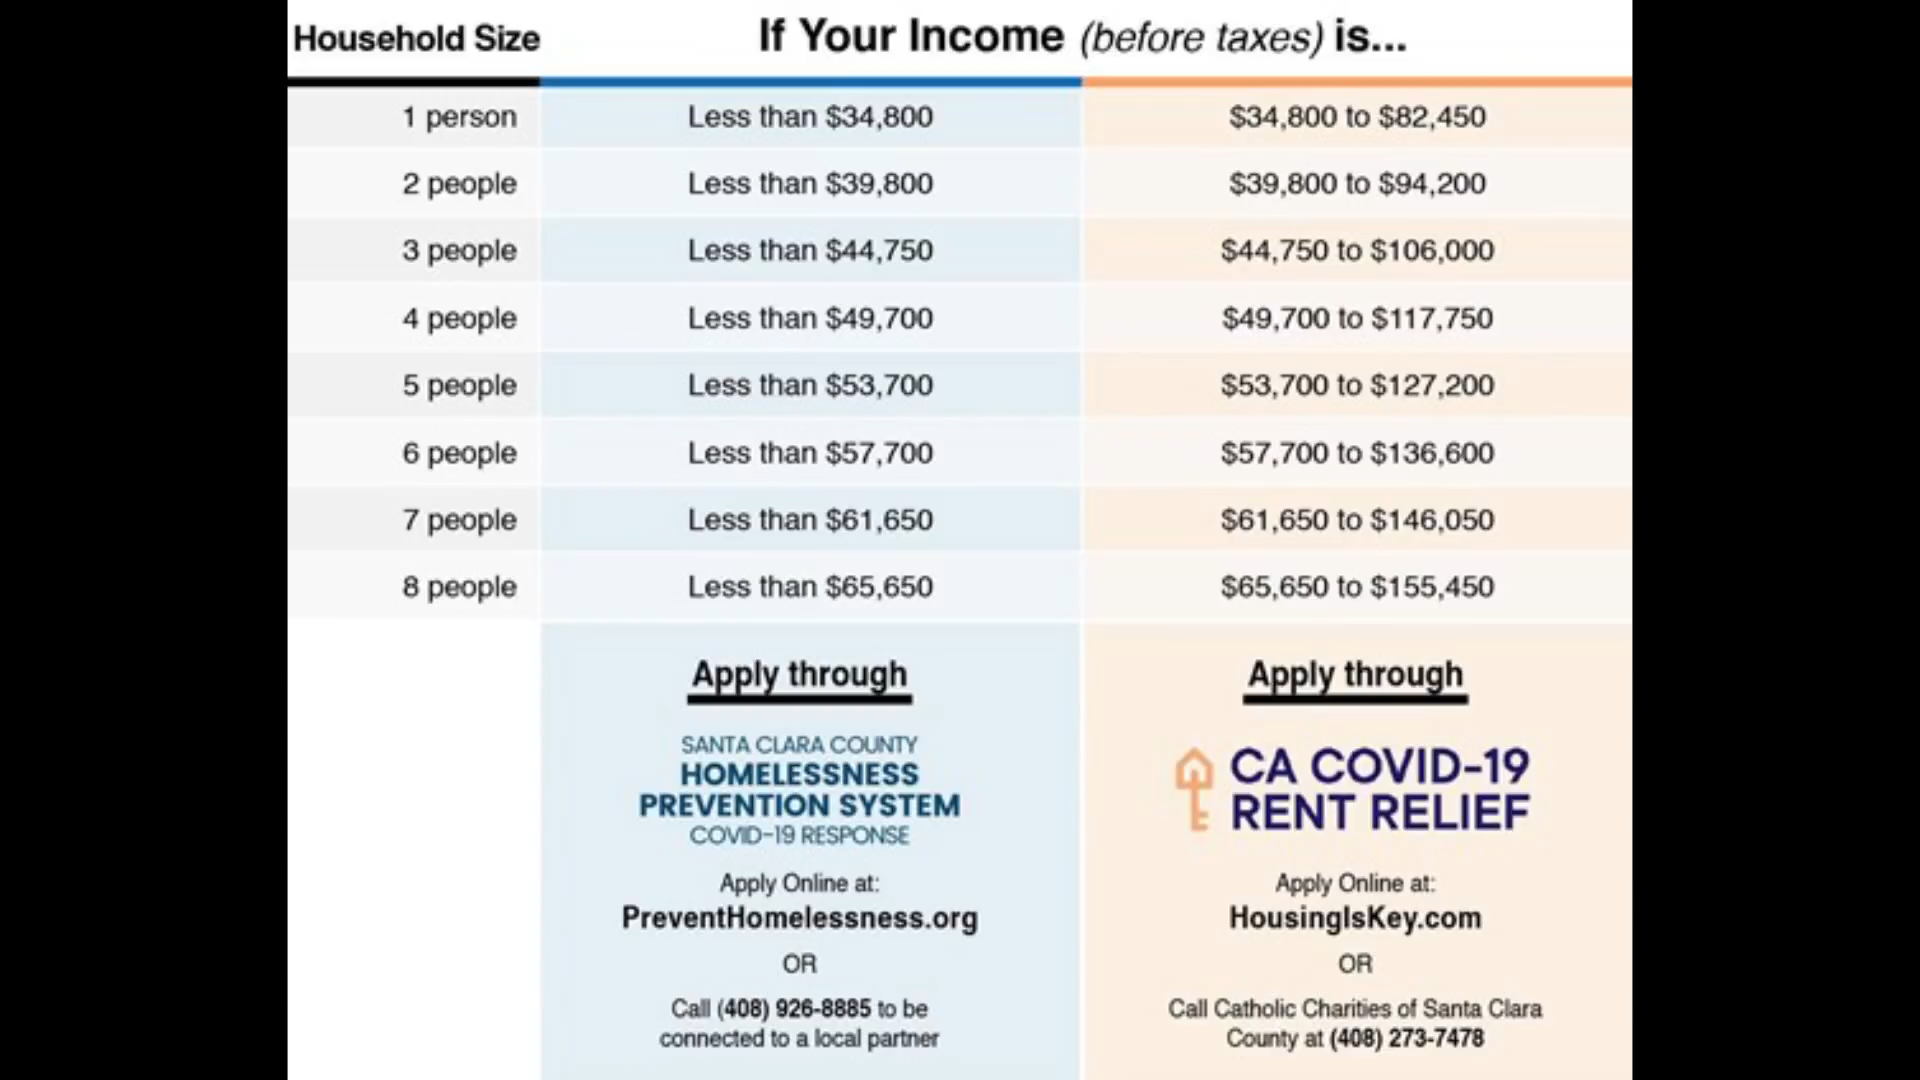 Household Size If Your Income (before taxes) is...
1 person Less than $34,800 $34,800 to $82,450
2 people Less than $39,800 $39,800 to $94,200
3 people Less than $44,750 $44,750 to $106,000
4 people Less than $49,700 $49,700 to $117,750
5 people Less than $53,700 $53,700 to $127,200
6 people Less than $57,700 $57,700 to $136,600
7 people Less than $61,650 $61,650 to $146,050
8 people Less than $65,650 $65,650 to $155,450
Apply through
SANTA CLARA COUNTY
HOMELESSNESS
PREVENTION SYSTEM
COVID-19 RESPONSE
Apply Online at:
PreventHomelessness.org
OR
Call (408) 926-8885 to be
connected to a local partner
Apply through
CA COVID-19
RENT RELIEF
Apply Online at:
HousingIsKey.com
OR
Call Catholic Charities of Santa Clara
County at (408) 273-7478